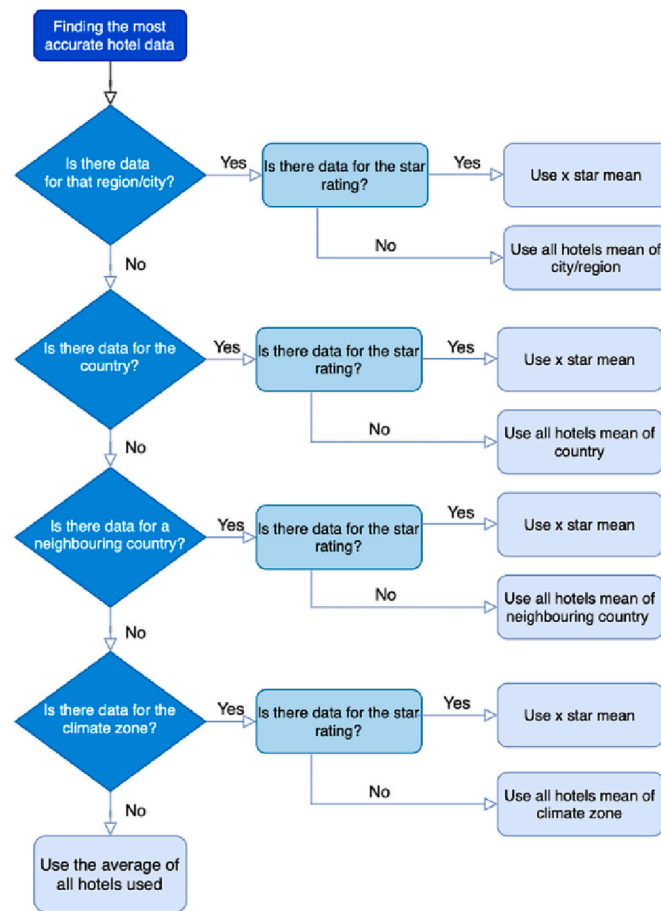 Finding the most
accurate hotel data
Is there data
for that region/city?
Yes
Is there data for the star
rating?
Yes
Use x star mean
No
Use all hotels mean of
city/region
No
Is there data for the
country?
Yes
Is there data for the star
rating?
Yes
Use x star mean
No
Use all hotels mean of
country
No
Is there data for a
neighbouring country?
Yes
Is there data for the star
rating?
Yes
Use x star mean
No
Use all hotels mean of
neighbouring country
No
Is there data for the
climate zone?
Yes
Is there data for the star
rating?
Yes
Use x star mean
No
Use all hotels mean of
climate zone
No
Use the average of
all hotels used